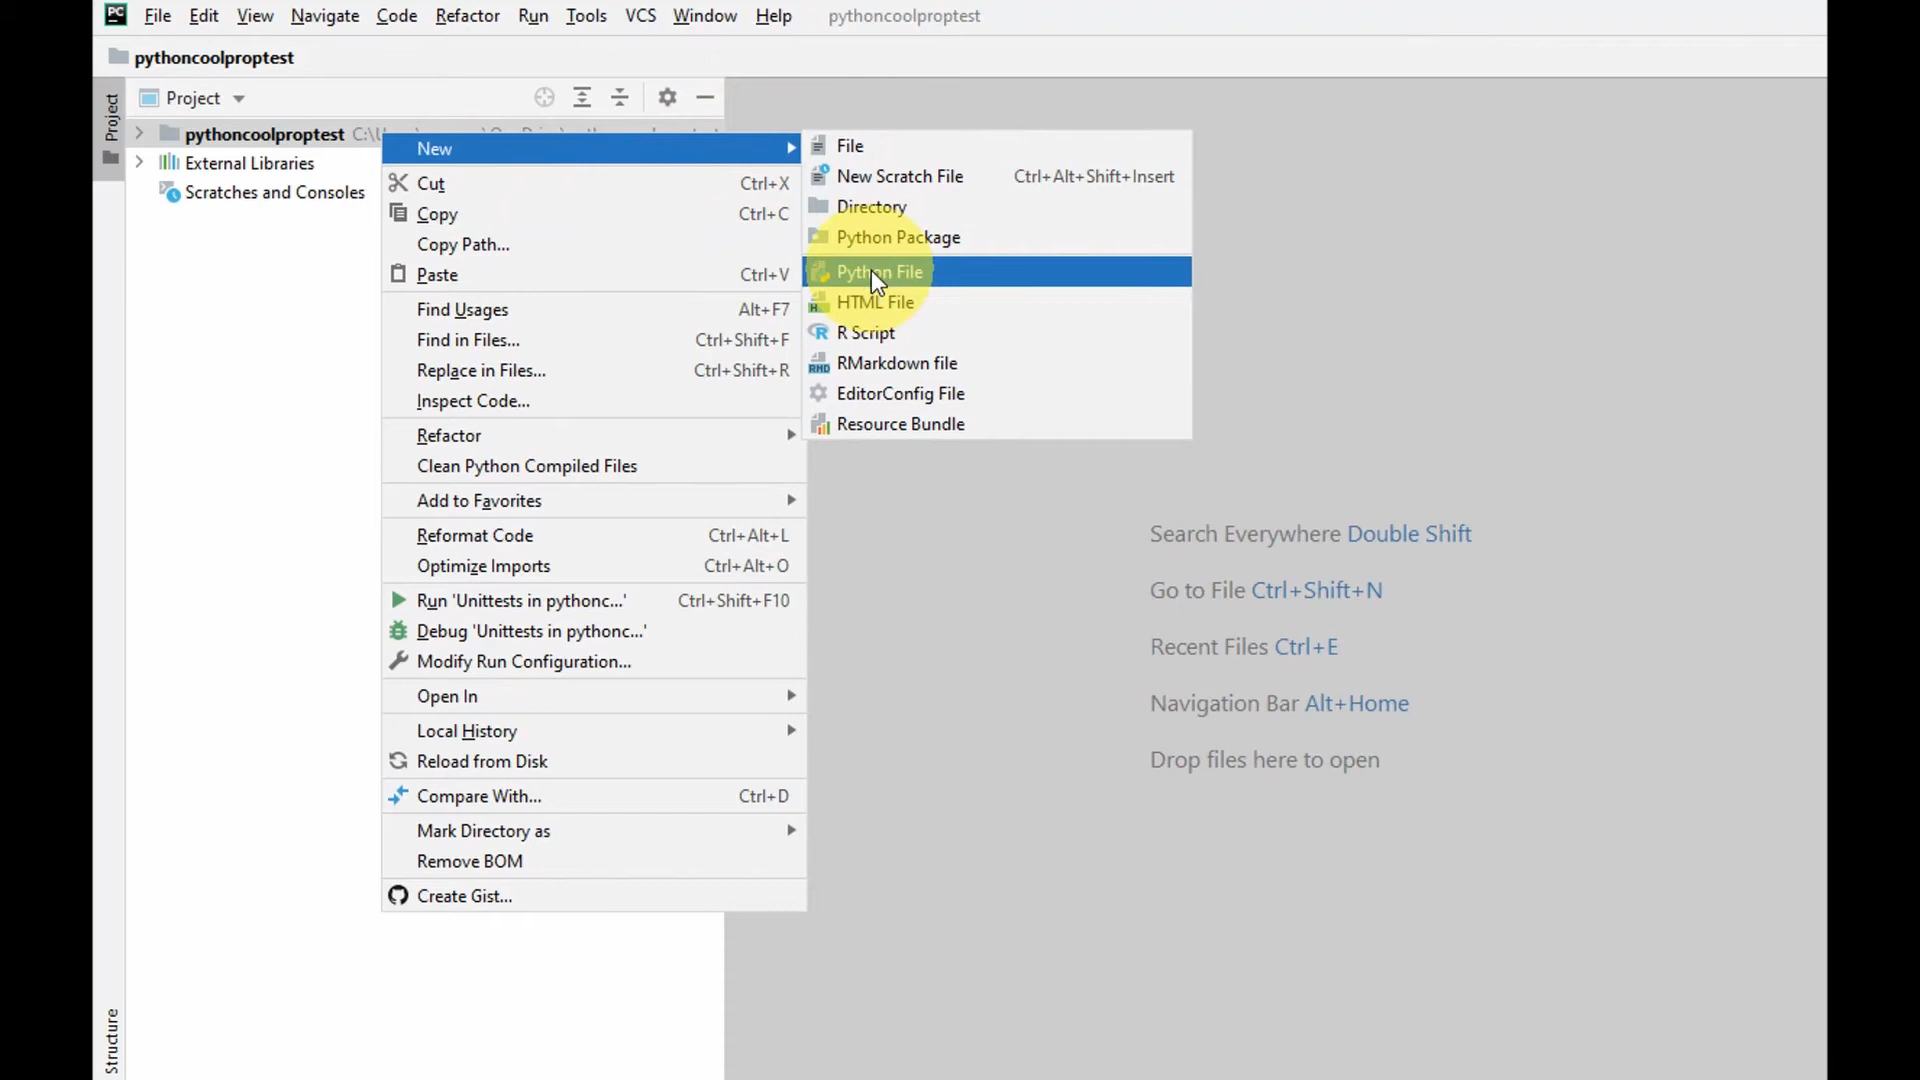 PC File Edit View Navigate Code Refactor Run Tools VCS Window Help pythoncoolproptest
pythoncoolproptest
Project
Project
pythoncoolproptest
External Libraries
Scratches and Consoles
New
Cut Ctrl+X
Copy Ctrl+C
Copy Path...
Paste Ctrl+V
Find Usages Alt+F7
Find in Files... Ctrl+Shift+F
Replace in Files... Ctrl+Shift+R
Inspect Code...
Refactor
Clean Python Compiled Files
Add to Favorites
Reformat Code Ctrl+Alt+L
Optimize Imports Ctrl+Alt+O
Run 'Unittests in pythonc...' Ctrl+Shift+F10
Debug 'Unittests in pythonc...'
Modify Run Configuration...
Open In
Local History
Reload from Disk
Compare With... Ctrl+D
Mark Directory as
Remove BOM
Create Gist...
File
New Scratch File Ctrl+Alt+Shift+Insert
Directory
Python Package
Python File
HTML File
R Script
RMarkdown file
EditorConfig File
Resource Bundle
Search Everywhere Double Shift
Go to File Ctrl+Shift+N
Recent Files Ctrl+E
Navigation Bar Alt+Home
Drop files here to open
Structure